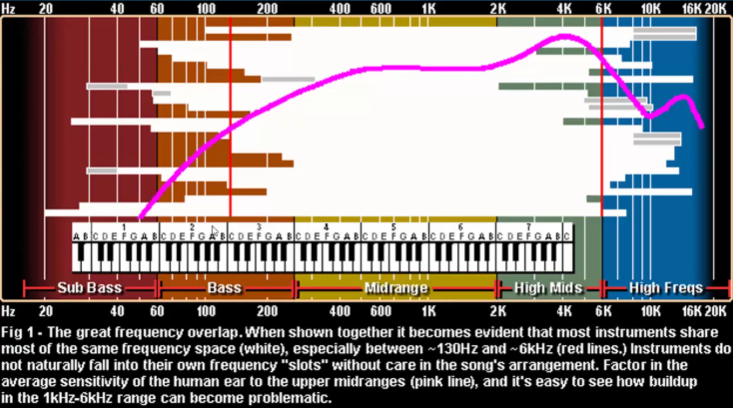 Hz 20 40 60 80 100 200 400 600 1K 2K 4K 6K 10K 16K 20K
1 2 3 4 5 6 7
A B C D E F G A B C D E F G A B C D E F G A B C D E F G A B C D E F G A B C D E F G A B C D E F G A B C
Sub Bass Bass Midrange High Mids High Freqs
Hz 20 40 60 80 100 200 400 600 1K 2K 4K 6K 10K 16K 20K
Fig 1 - The great frequency overlap. When shown together it becomes evident that most instruments share
most of the same frequency space (white), especially between ~130Hz and ~6kHz (red lines.) Instruments do
not naturally fall into their own frequency "slots" without care in the song's arrangement. Factor in the
average sensitivity of the human ear to the upper midranges (pink line), and it's easy to see how buildup
in the 1kHz-6kHz range can become problematic.